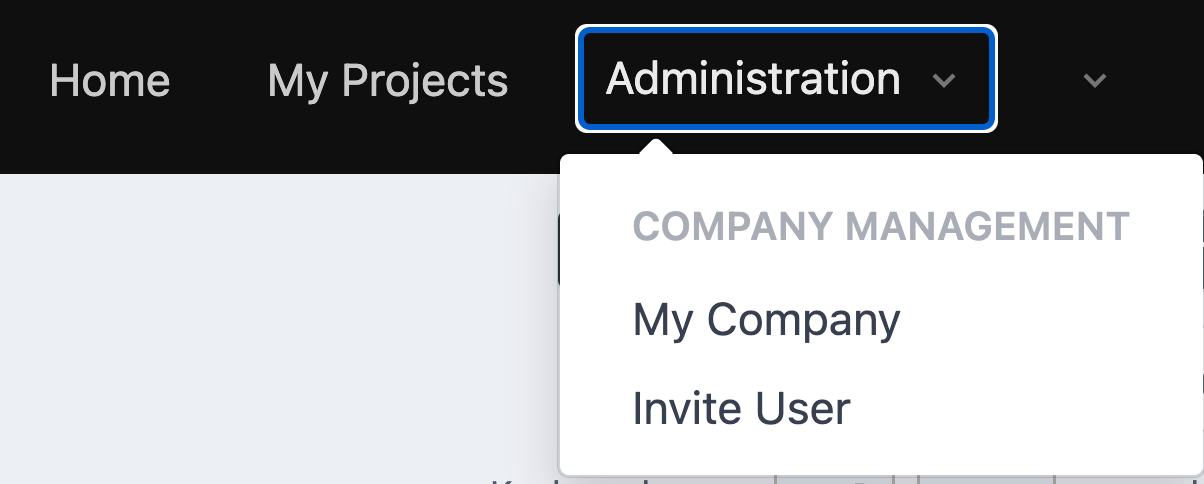 Home My Projects Administration
COMPANY MANAGEMENT
My Company
Invite User